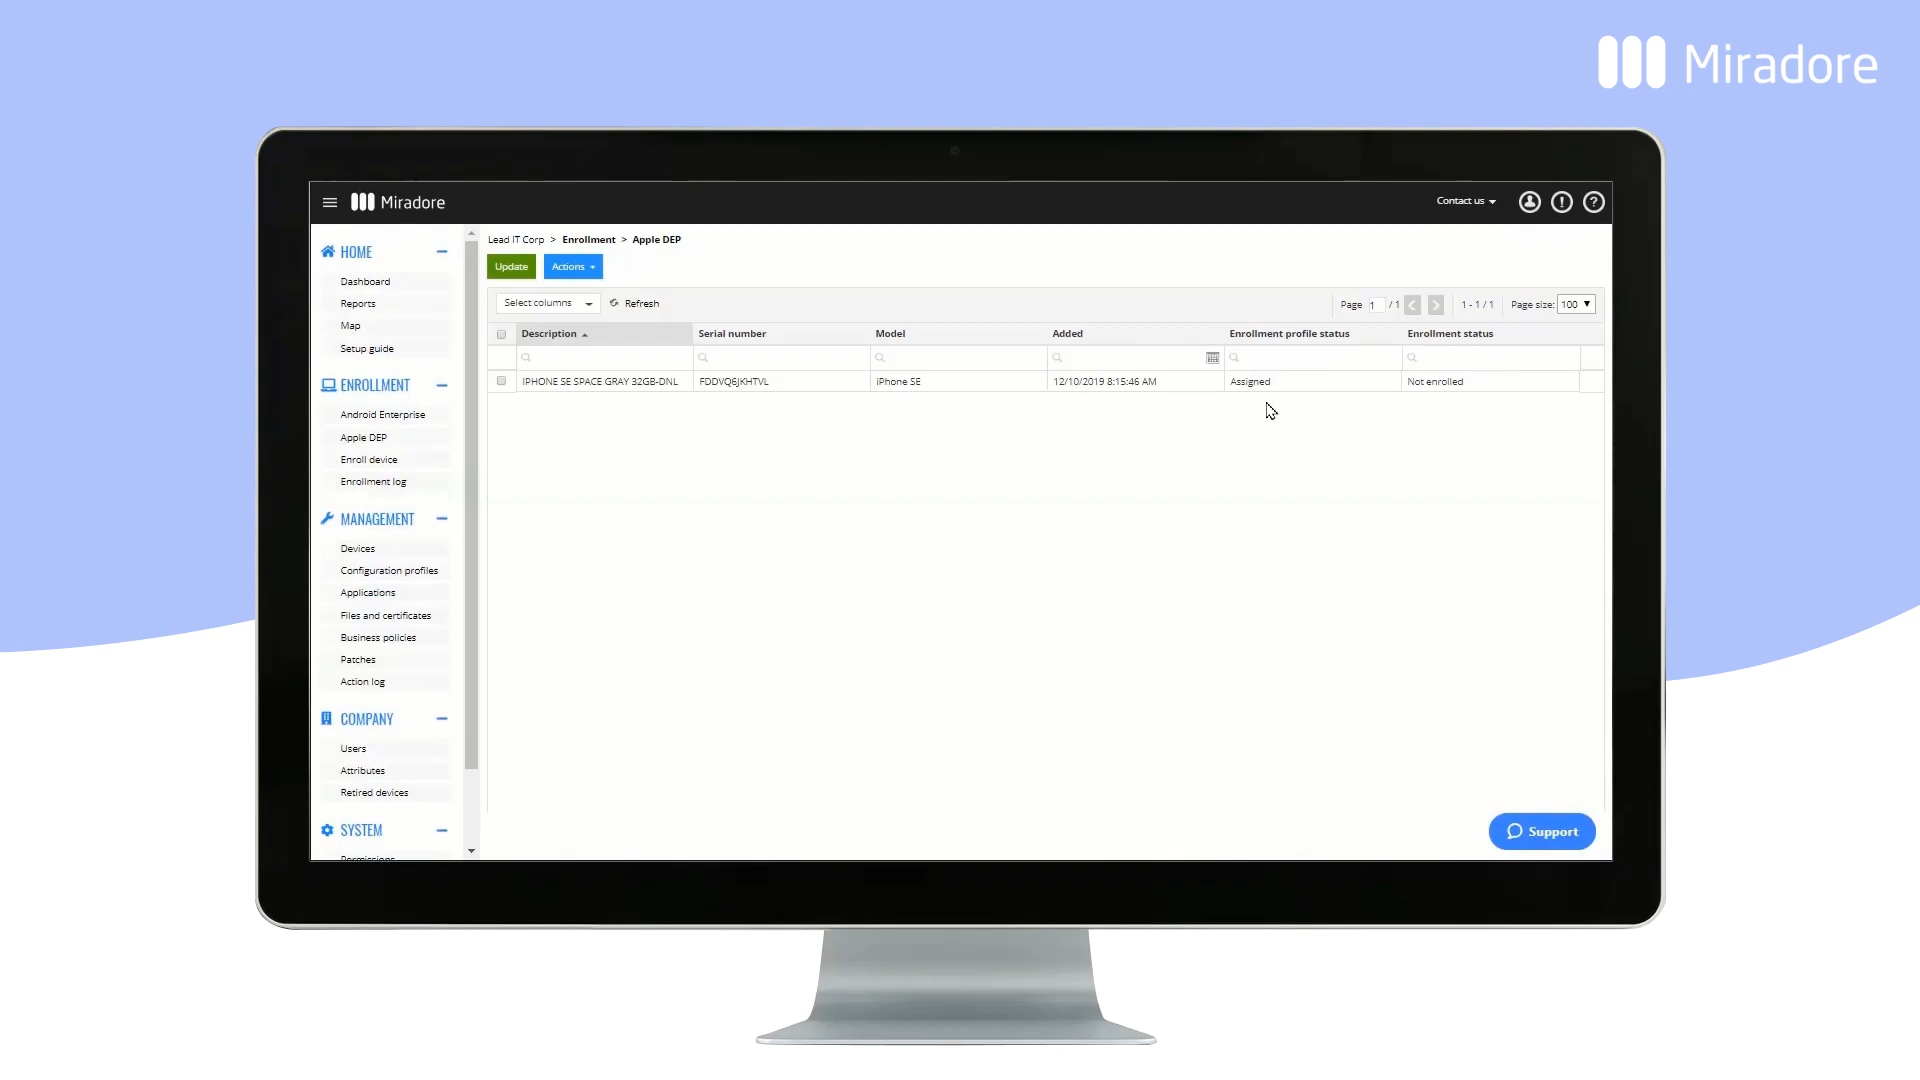 Miradore
Miradore
Contact us
Lead IT Corp > Enrollment > Apple DEP
Update
Actions
Select columns
Refresh
Page 1 / 1
1 - 1 / 1
Page size: 100
Description
Serial number
Model
Added
Enrollment profile status
Enrollment status
IPHONE SE SPACE GRAY 32GB-DNL
FDDVQ6JKHTVL
iPhone SE
12/10/2019 8:15:46 AM
Assigned
Not enrolled
HOME
Dashboard
Reports
Map
Setup guide
ENROLLMENT
Android Enterprise
Apple DEP
Enroll device
Enrollment log
MANAGEMENT
Devices
Configuration profiles
Applications
Files and certificates
Business policies
Patches
Action log
COMPANY
Users
Attributes
Retired devices
SYSTEM
Permissions
Support